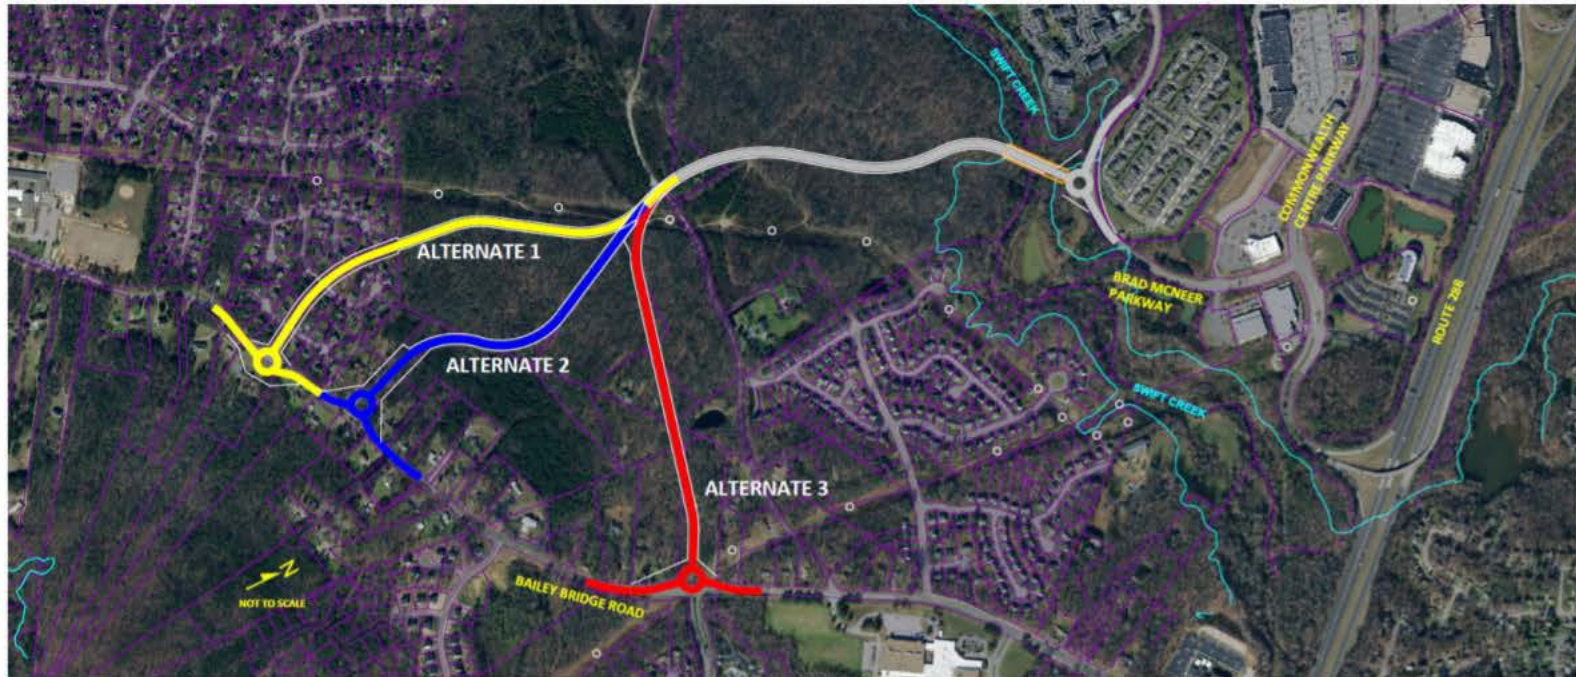 SWIFT CREEK
COMMONWEALTH
CENTRE PARKWAY
ALTERNATE 1
BRAD MCNEER
PARKWAY
ROUTE 288
ALTERNATE 2
SWIFT CREEK
ALTERNATE 3
N
NOT TO SCALE
BAILEY BRIDGE ROAD